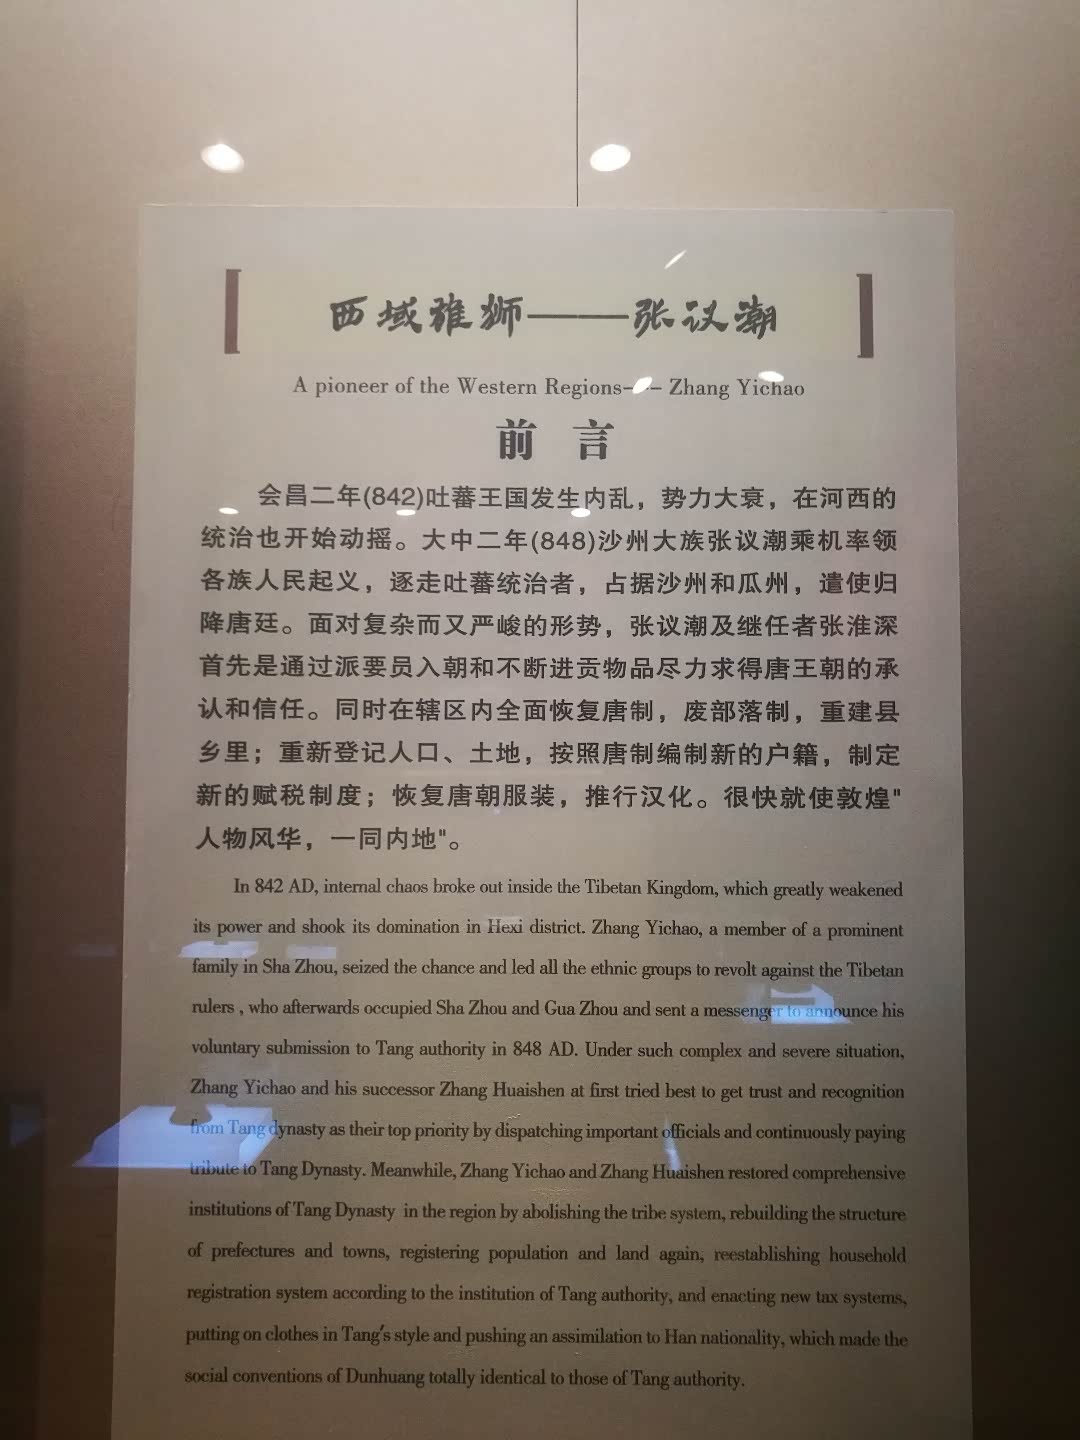 西域雄狮——张议潮
A pioneer of the Western Regions-—– Zhang Yichao
前 言
会昌二年(842)吐蕃王国发生内乱，势力大衰，在河西的
统治也开始动摇。大中二年(848)沙州大族张议潮乘机率领
各族人民起义，逐走吐蕃统治者，占据沙州和瓜州，遣使归
降唐廷。面对复杂而又严峻的形势，张议潮及继任者张淮深
首先是通过派要员入朝和不断进贡物品尽力求得唐王朝的承
认和信任。同时在辖区内全面恢复唐制，废部落制，重建县
乡里；重新登记人口、土地，按照唐制编制新的户籍，制定
新的赋税制度；恢复唐朝服装，推行汉化。很快就使敦煌"
人物风华，一同内地"。
In 842 AD, internal chaos broke out inside the Tibetan Kingdom, which greatly weakened
its power and shook its domination in Hexi district. Zhang Yichao, a member of a prominent
family in Sha Zhou, seized the chance and led all the ethnic groups to revolt against the Tibetan
rulers , who afterwards occupied Sha Zhou and Gua Zhou and sent a messenger to announce his
voluntary submission to Tang authority in 848 AD. Under such complex and severe situation,
Zhang Yichao and his successor Zhang Huaishen at first tried best to get trust and recognition
from Tang dynasty as their top priority by dispatching important officials and continuously paying
tribute to Tang Dynasty. Meanwhile, Zhang Yichao and Zhang Huaishen restored comprehensive
institutions of Tang Dynasty in the region by abolishing the tribe system, rebuilding the structure
of prefectures and towns, registering population and land again, reestablishing household
registration system according to the institution of Tang authority, and enacting new tax systems,
putting on clothes in Tang's style and pushing an assimilation to Han nationality, which made the
social conventions of Dunhuang totally identical to those of Tang authority.